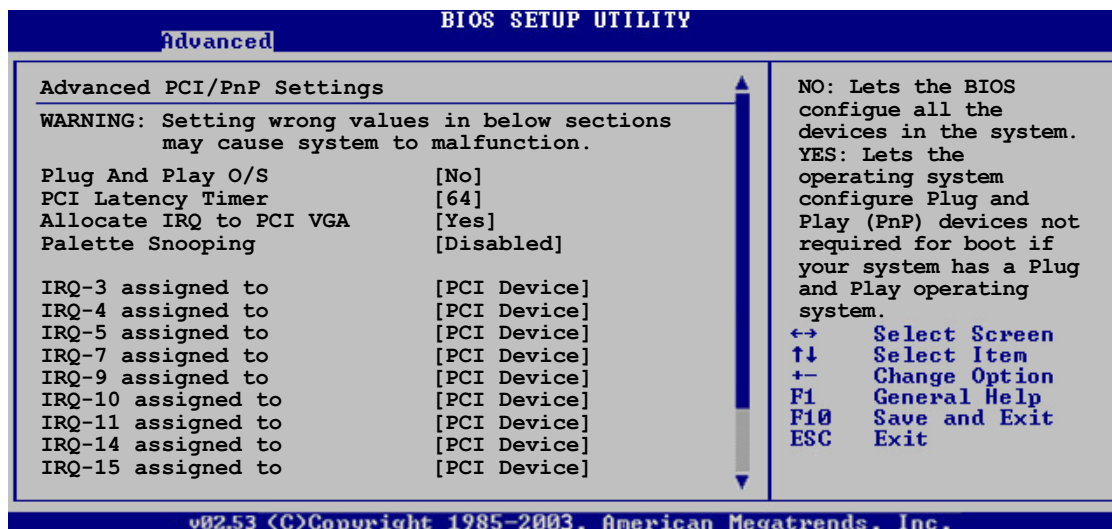 BIOS SETUP UTILITY
Advanced
Advanced PCI/PnP Settings
WARNING: Setting wrong values in below sections
may cause system to malfunction.
Plug And Play O/S [No]
PCI Latency Timer [64]
Allocate IRQ to PCI VGA [Yes]
Palette Snooping [Disabled]
IRQ-3 assigned to [PCI Device]
IRQ-4 assigned to [PCI Device]
IRQ-5 assigned to [PCI Device]
IRQ-7 assigned to [PCI Device]
IRQ-9 assigned to [PCI Device]
IRQ-10 assigned to [PCI Device]
IRQ-11 assigned to [PCI Device]
IRQ-14 assigned to [PCI Device]
IRQ-15 assigned to [PCI Device]
NO: Lets the BIOS
configue all the
devices in the system.
YES: Lets the
operating system
configure Plug and
Play (PnP) devices not
required for boot if
your system has a Plug
and Play operating
system.
←→ Select Screen
↑↓ Select Item
+- Change Option
F1 General Help
F10 Save and Exit
ESC Exit
v02.53 (C)Copyright 1985-2003, American Megatrends, Inc.